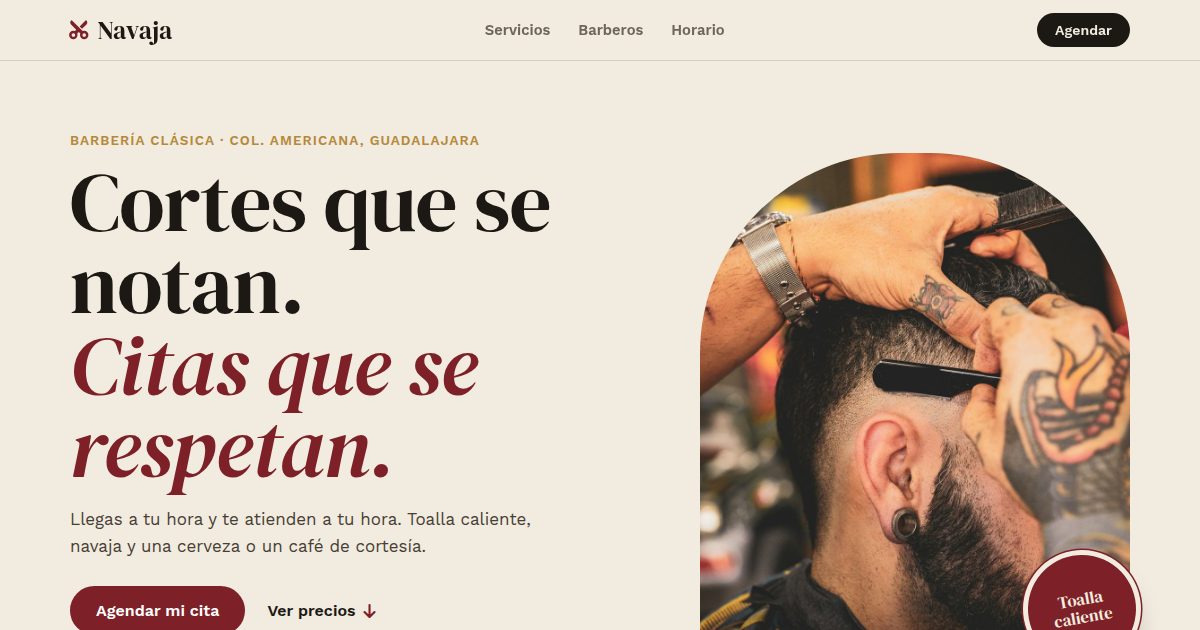 Navaja
Servicios
Barberos
Horario
Agendar
BARBERÍA CLÁSICA · COL. AMERICANA, GUADALAJARA
Cortes que se
notan.
Citas que se
respetan.
Llegas a tu hora y te atienden a tu hora. Toalla caliente,
navaja y una cerveza o un café de cortesía.
Agendar mi cita
Ver precios
Toalla
caliente